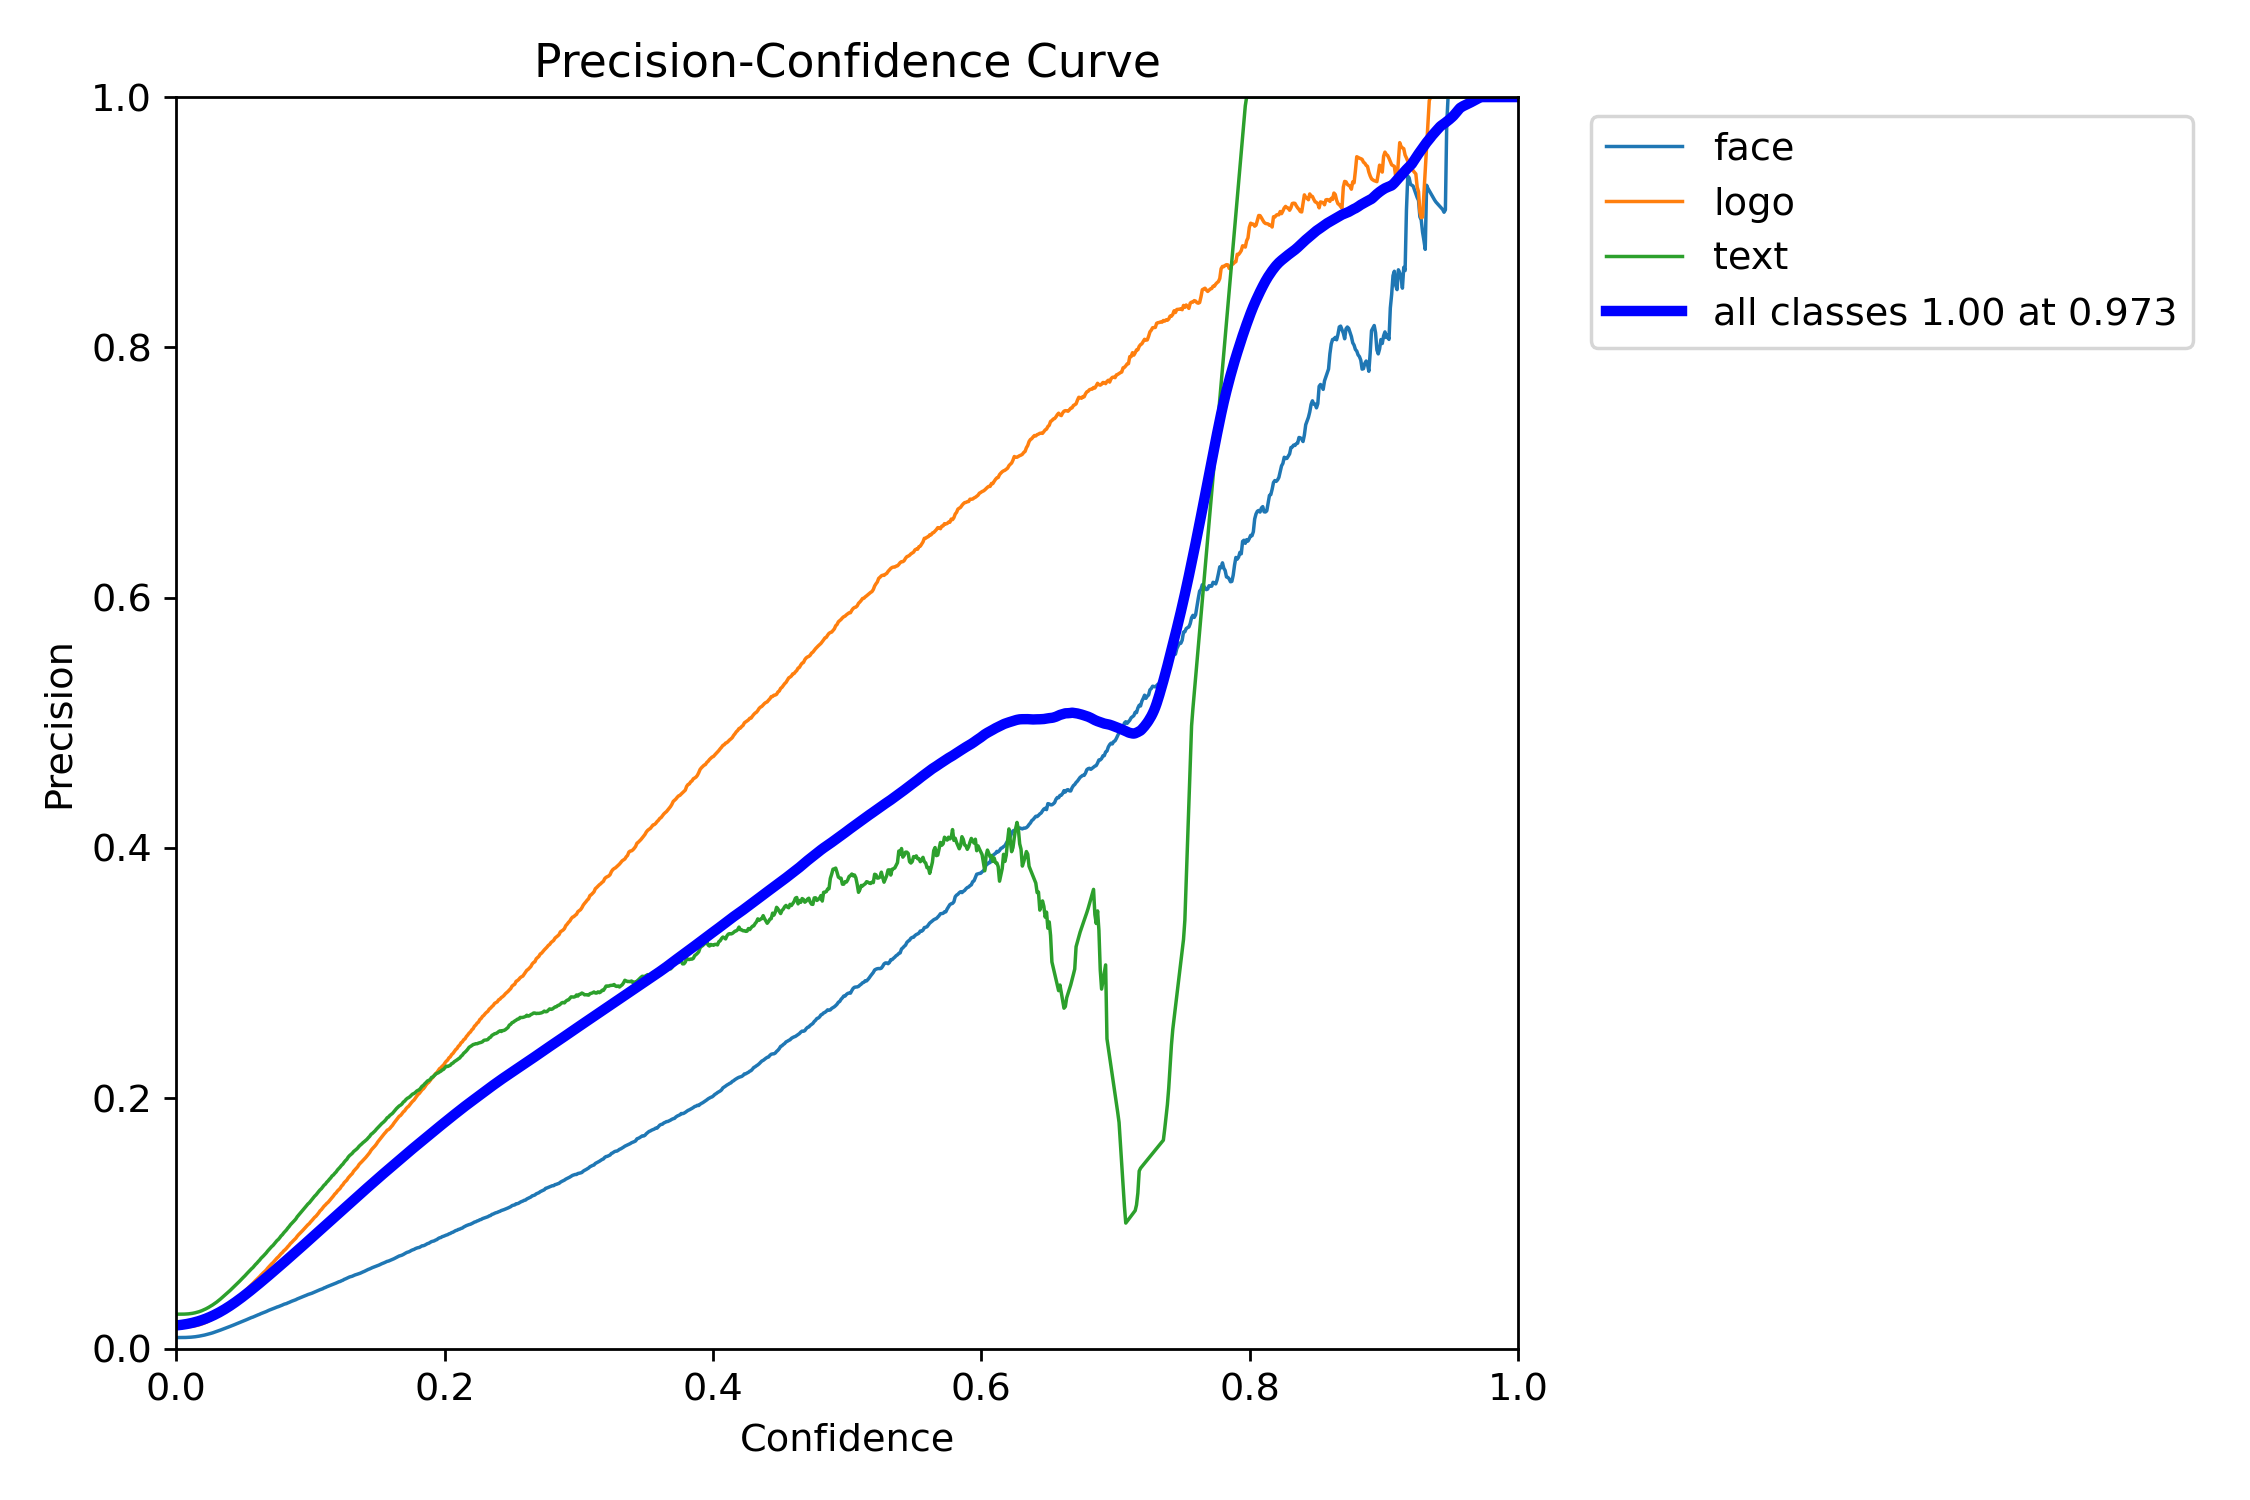 Precision-Confidence Curve
1.0
0.8
0.6
0.4
0.2
0.0
Precision
0.0 0.2 0.4 0.6 0.8 1.0
Confidence
face
logo
text
all classes 1.00 at 0.973